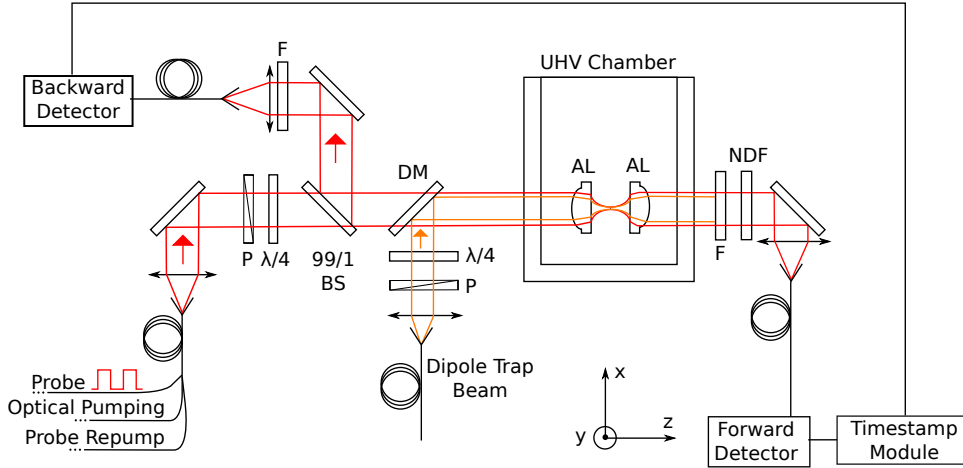 F
UHV Chamber
Backward
Detector
DM
AL
AL
NDF
P
λ/4
99/1
BS
λ/4
P
F
Dipole Trap
Beam
Probe
Optical Pumping
Probe Repump
x
y
z
Forward
Detector
Timestamp
Module